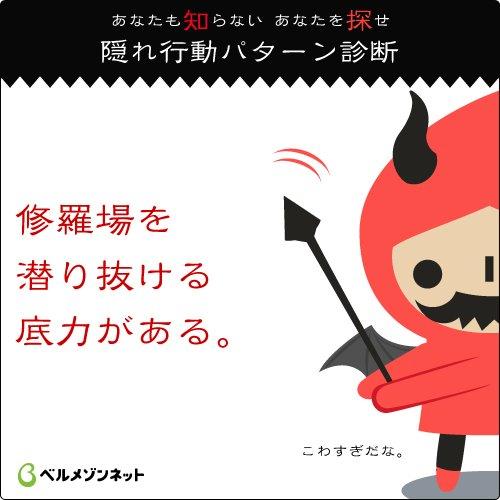 あなたも知らない あなたを探せ
隠れ行動パターン診断
修羅場を
潜り抜ける
底力がある。
こわすぎだな。
ベルメゾンネット